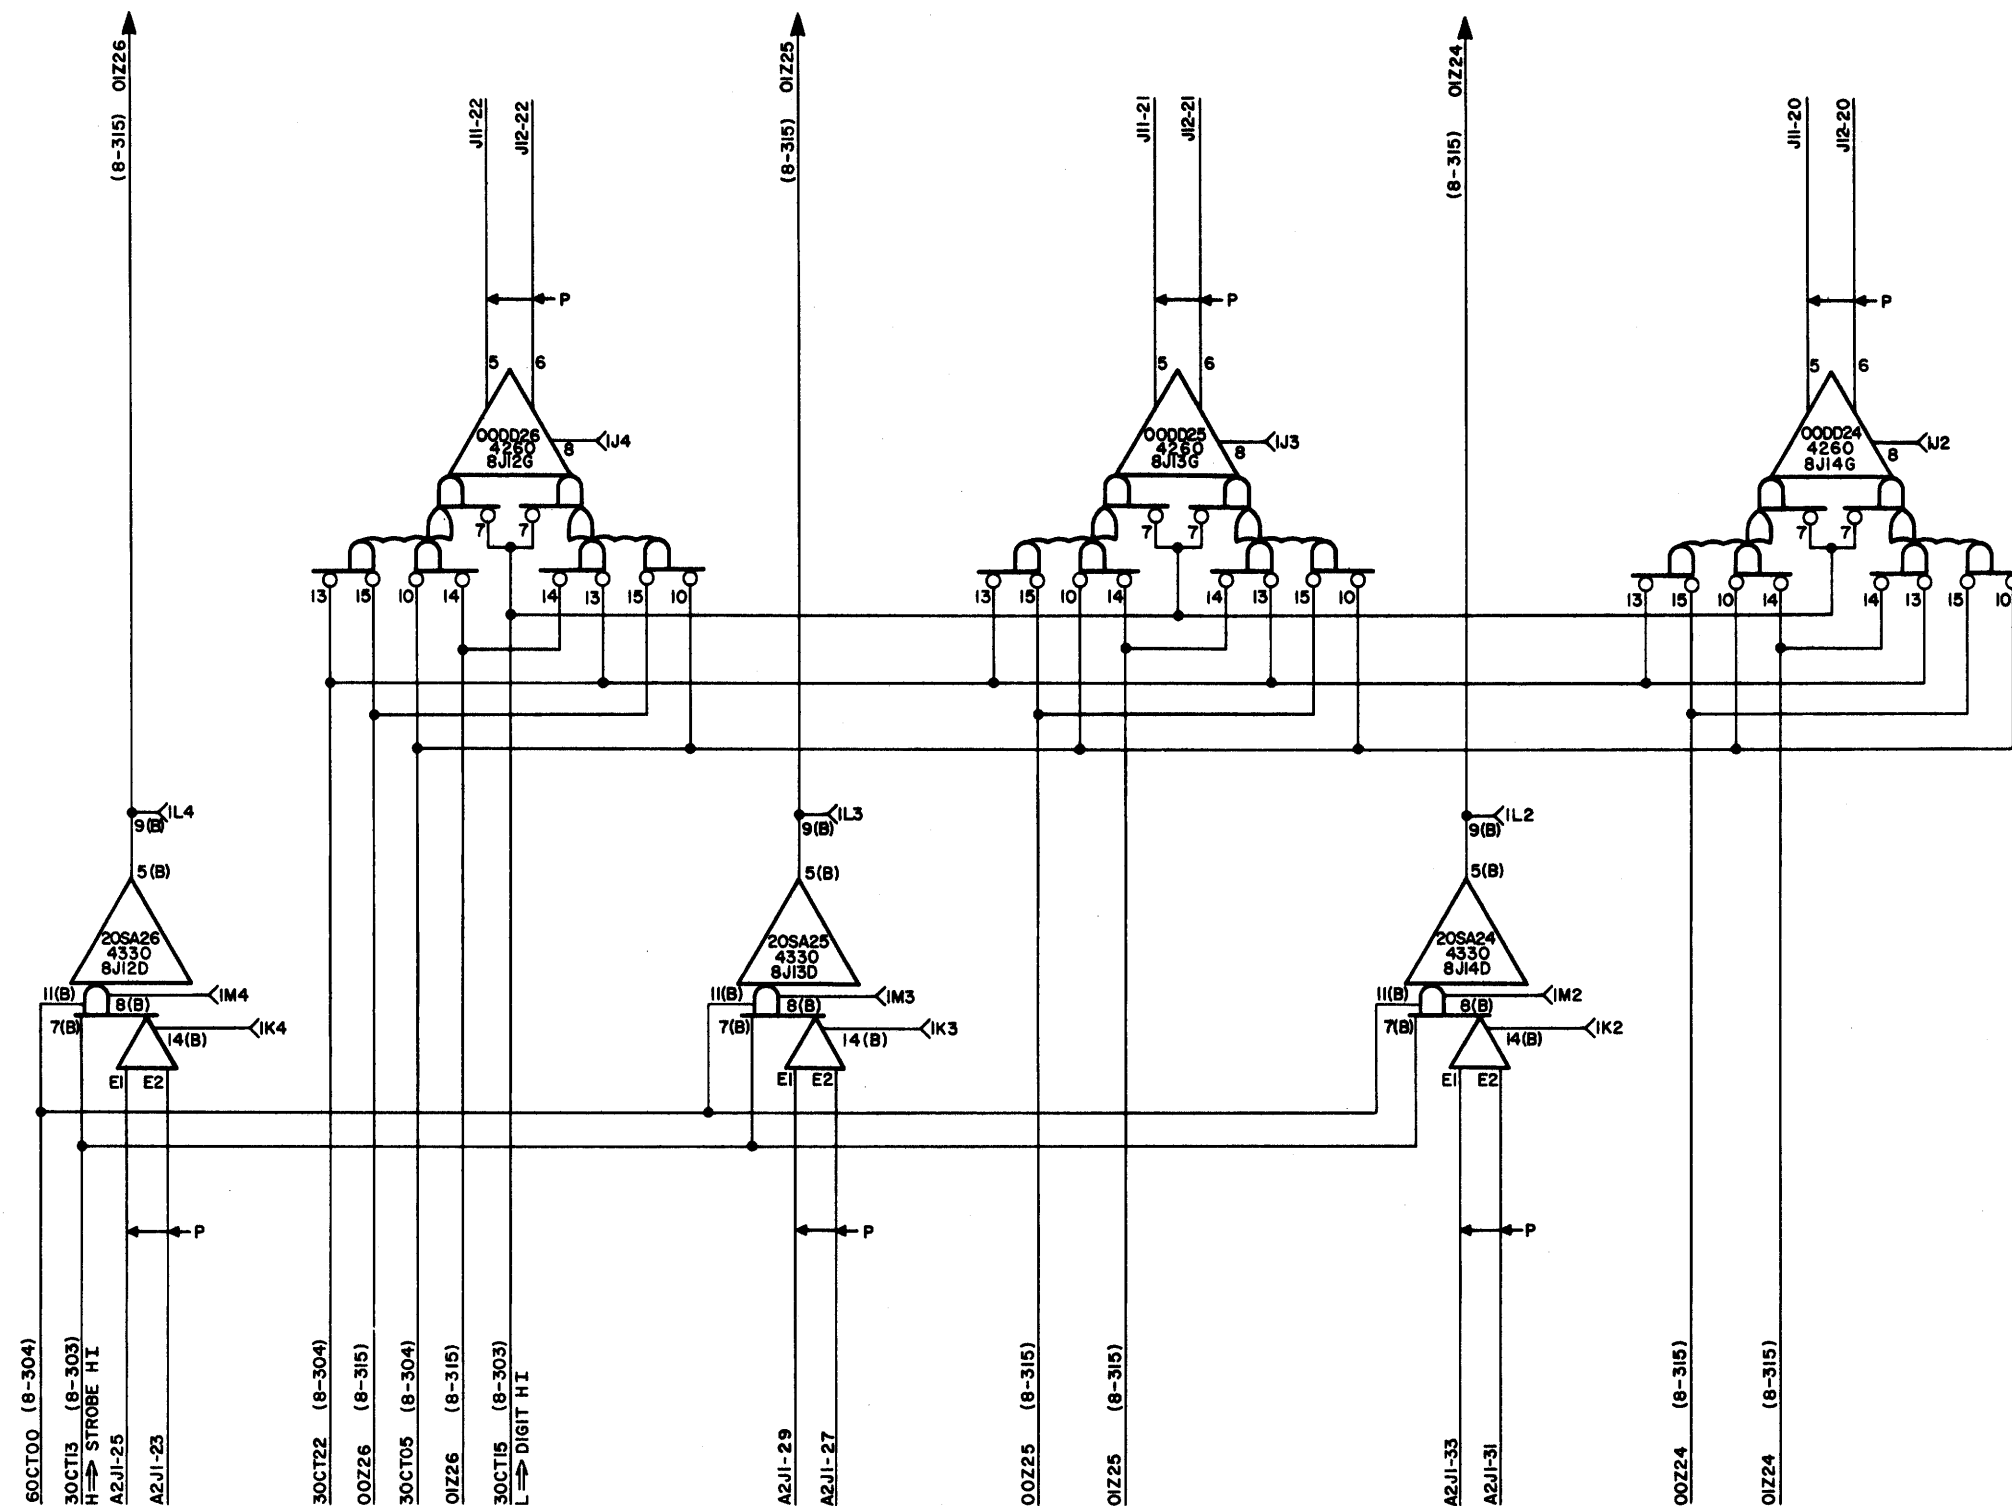 (8-315) 01Z26
J11-22
J12-22
(8-315) 01Z25
J11-21
J12-21
(8-315) 01Z24
J11-20
J12-20
P
P
P
5 6
5 6
5 6
00DD26
4260
8J12G
8
1J4
00DD25
4260
8J13G
8
1J3
00DD24
4260
8J14G
8
1J2
7 7
7 7
7 7
13 15 10 14 14 13 15 10
13 15 10 14 14 13 15 10
13 15 10 14 14 13 15 10
1L4
9(B)
1L3
9(B)
1L2
9(B)
5(B)
5(B)
5(B)
20SA26
4330
8J12D
20SA25
4330
8J13D
20SA24
4330
8J14D
11(B) 8(B) 1M4
7(B) 14(B) 1K4
E1 E2
11(B) 8(B) 1M3
7(B) 14(B) 1K3
E1 E2
11(B) 8(B) 1M2
7(B) 14(B) 1K2
E1 E2
P
P
P
60CT00 (8-304)
30CT13 (8-303)
H⇒ STROBE HI
A2J1-25
A2J1-23
30CT22 (8-304)
00Z26 (8-315)
30CT05 (8-304)
01Z26 (8-315)
30CT15 (8-303)
L⇒ DIGIT HI
A2J1-29
A2J1-27
00Z25 (8-315)
01Z25 (8-315)
A2J1-33
A2J1-31
00Z24 (8-315)
01Z24 (8-315)